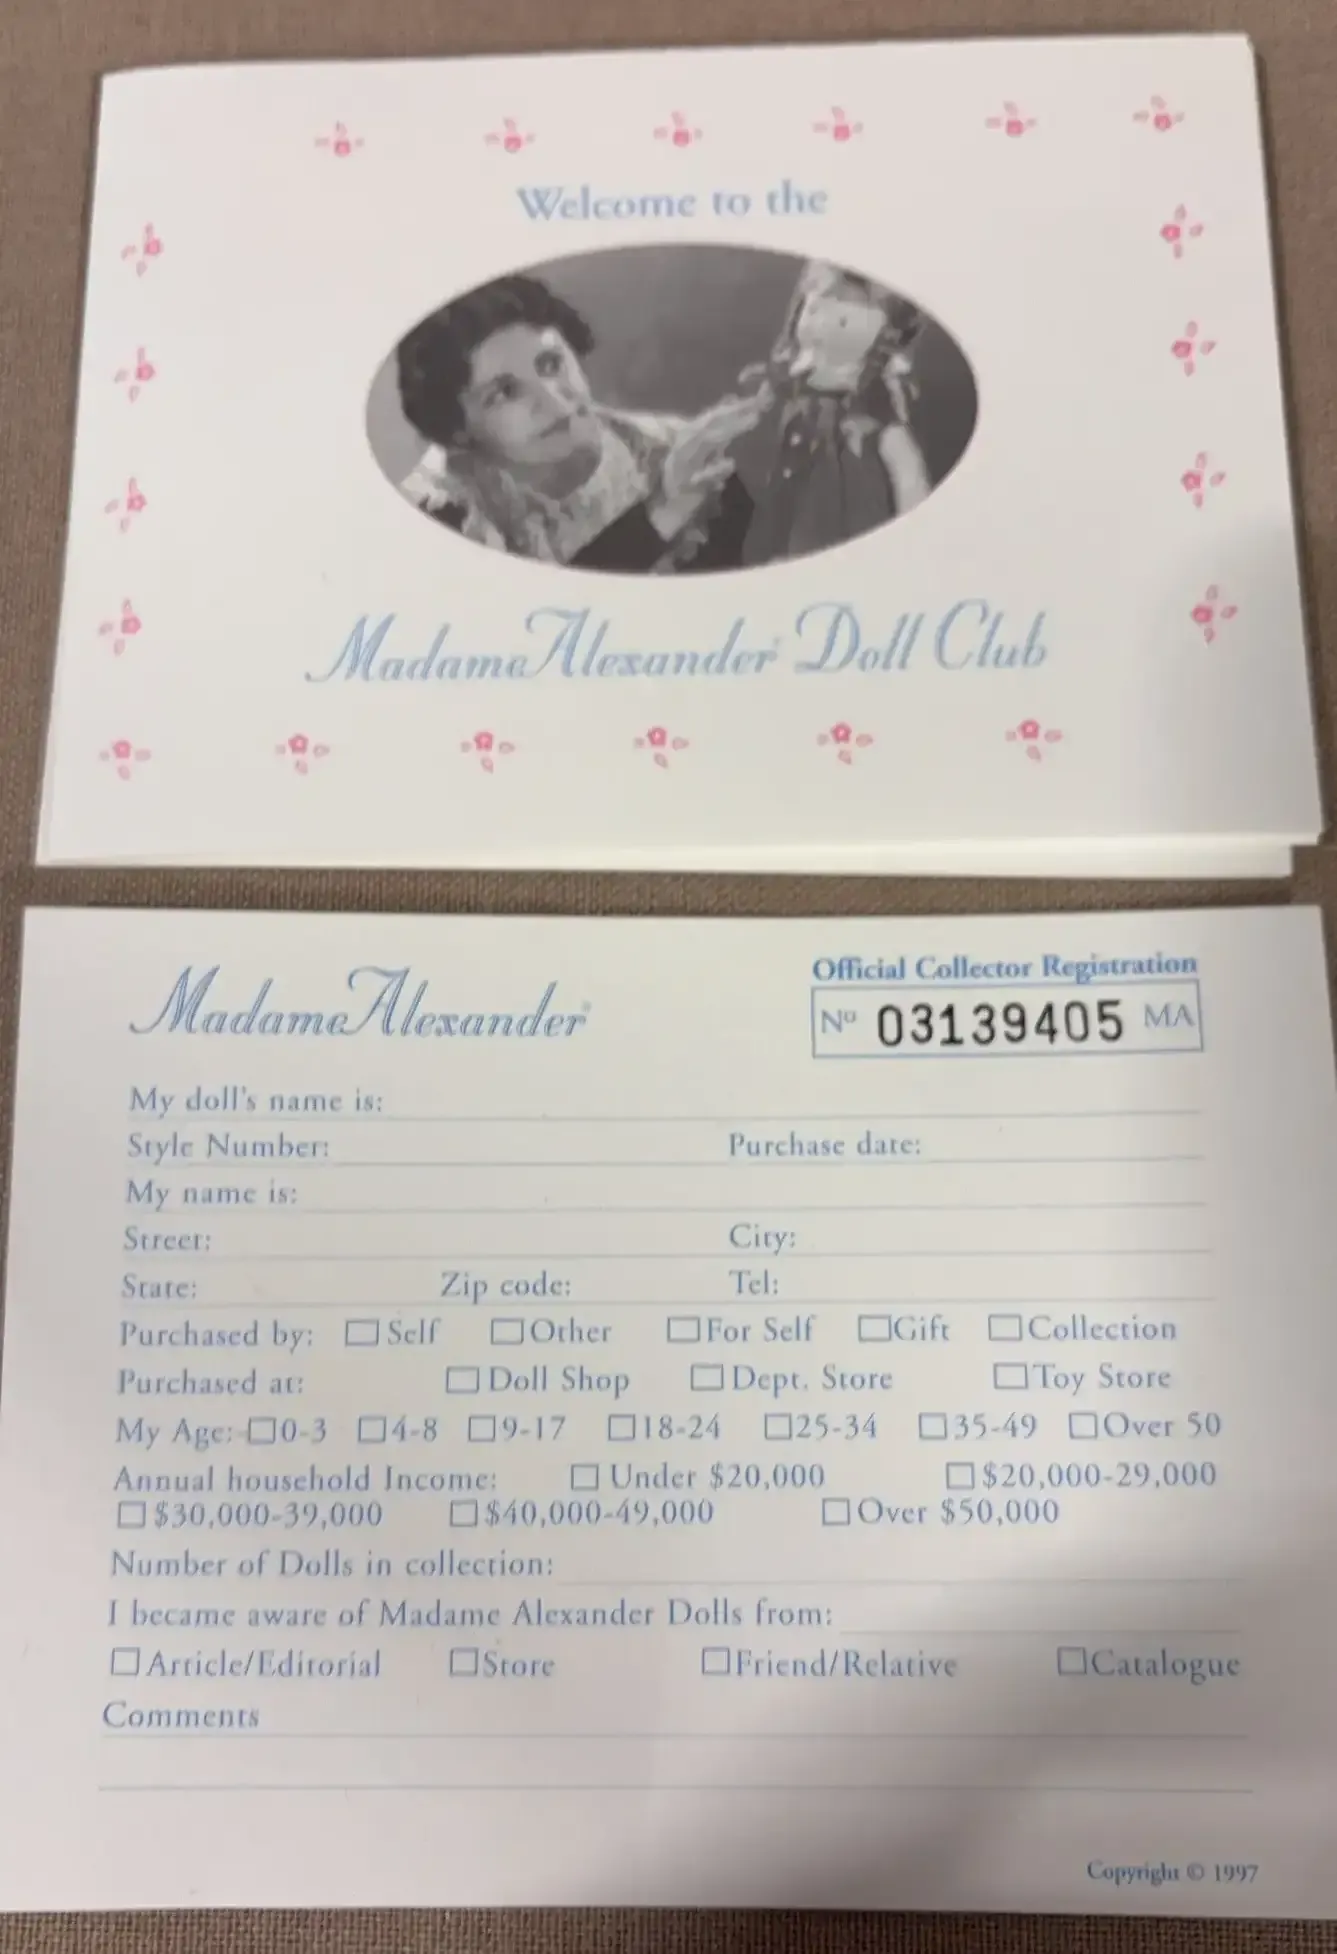 Welcome to the
Madame Alexander® Doll Club
Madame Alexander®
Official Collector Registration
Nº 03139405 MA
My doll's name is:
Style Number: Purchase date:
My name is:
Street: City:
State: Zip code: Tel:
Purchased by: Self Other For Self Gift Collection
Purchased at: Doll Shop Dept. Store Toy Store
My Age: 0-3 4-8 9-17 18-24 25-34 35-49 Over 50
Annual household Income: Under $20,000 $20,000-29,000
$30,000-39,000 $40,000-49,000 Over $50,000
Number of Dolls in collection:
I became aware of Madame Alexander Dolls from:
Article/Editorial Store Friend/Relative Catalogue
Comments
Copyright © 1997